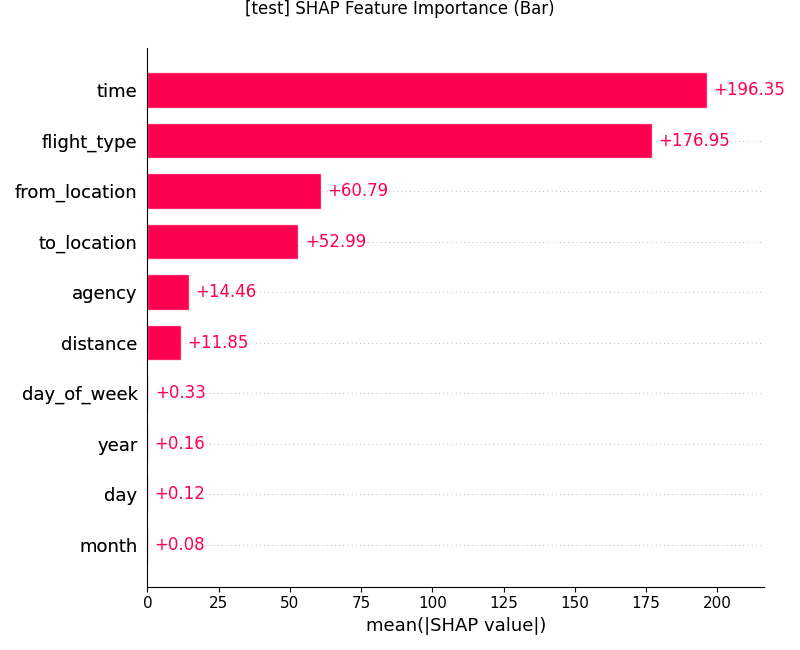 [test] SHAP Feature Importance (Bar)
time +196.35
flight_type +176.95
from_location +60.79
to_location +52.99
agency +14.46
distance +11.85
day_of_week +0.33
year +0.16
day +0.12
month +0.08
0 25 50 75 100 125 150 175 200
mean(|SHAP value|)